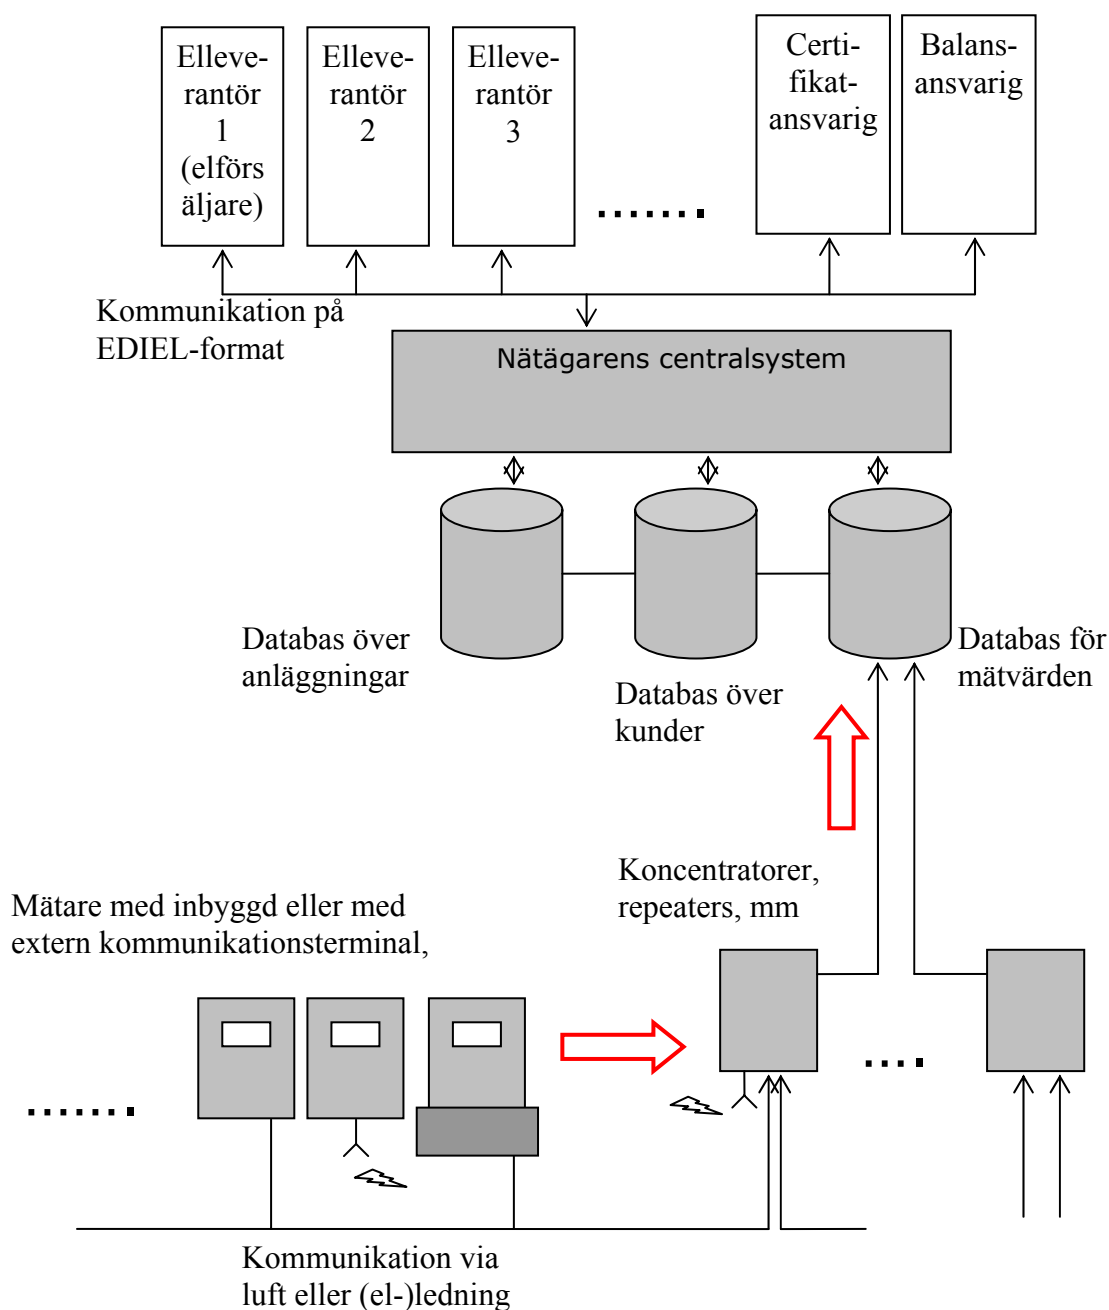 Elleve-
rantör
1
(elförs
äljare)
Elleve-
rantör
2
Elleve-
rantör
3
Certi-
fikat-
ansvarig
Balans-
ansvarig
Kommunikation på
EDIEL-format
Nätägarens centralsystem
Databas över
anläggningar
Databas över
kunder
Databas för
mätvärden
Koncentratorer,
repeaters, mm
Mätare med inbyggd eller med
extern kommunikationsterminal,
Kommunikation via
luft eller (el-)ledning